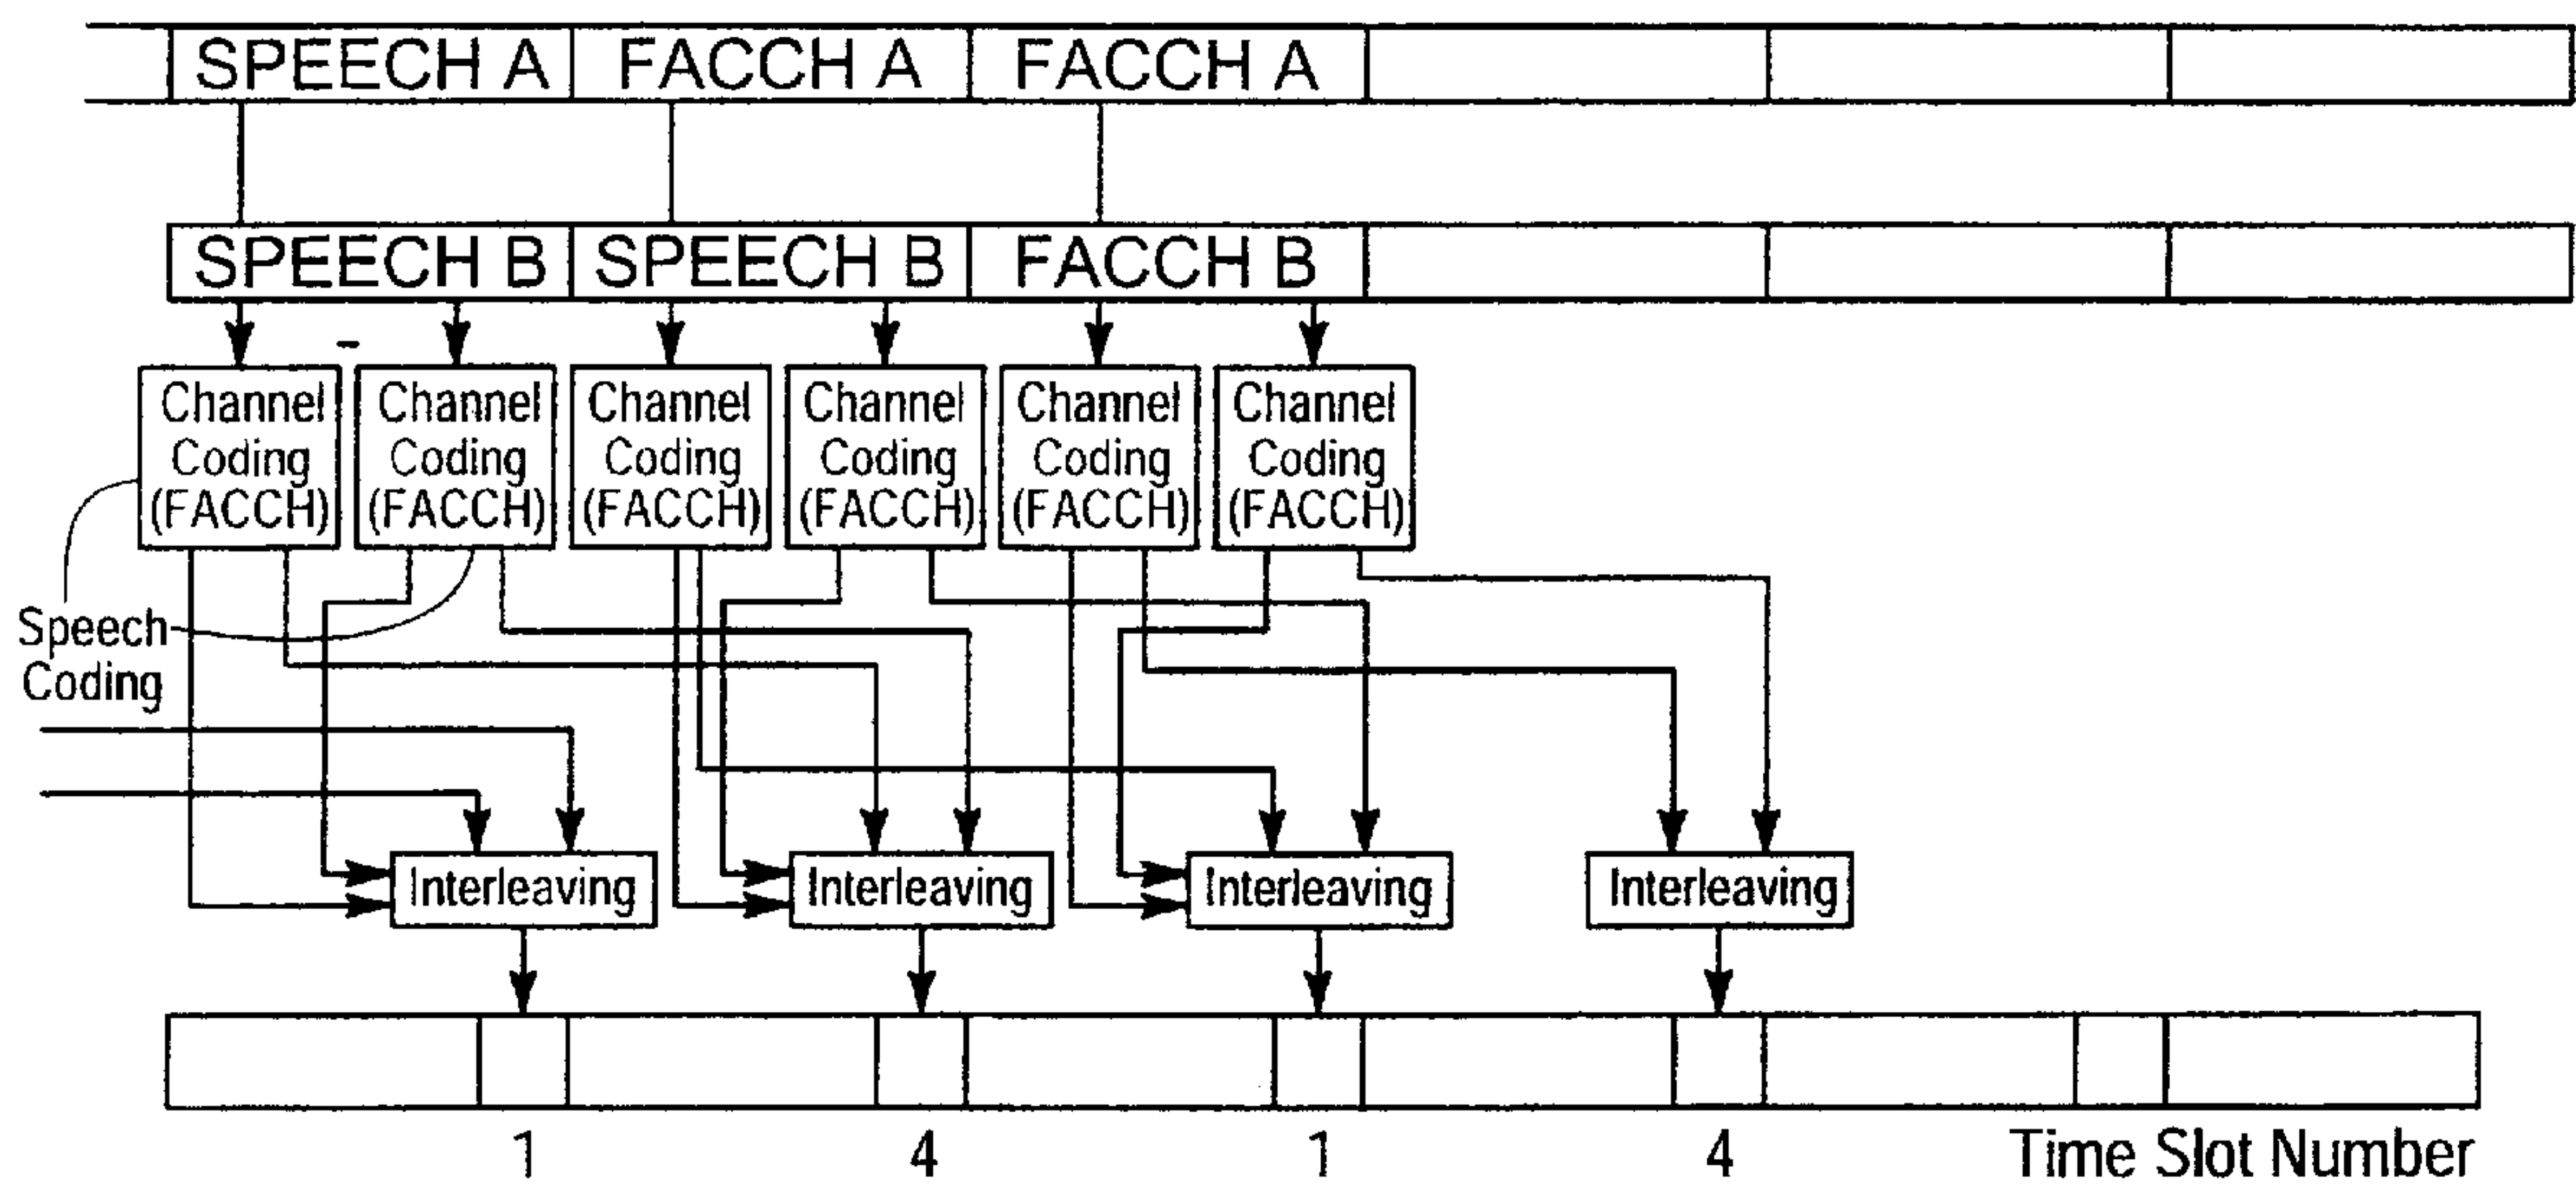 SPEECH A FACCH A FACCH A
SPEECH B SPEECH B FACCH B
Channel Coding (FACCH)
Channel Coding (FACCH)
Channel Coding (FACCH)
Channel Coding (FACCH)
Channel Coding (FACCH)
Channel Coding (FACCH)
Speech
Coding
Interleaving Interleaving Interleaving Interleaving
1 4 1 4 Time Slot Number